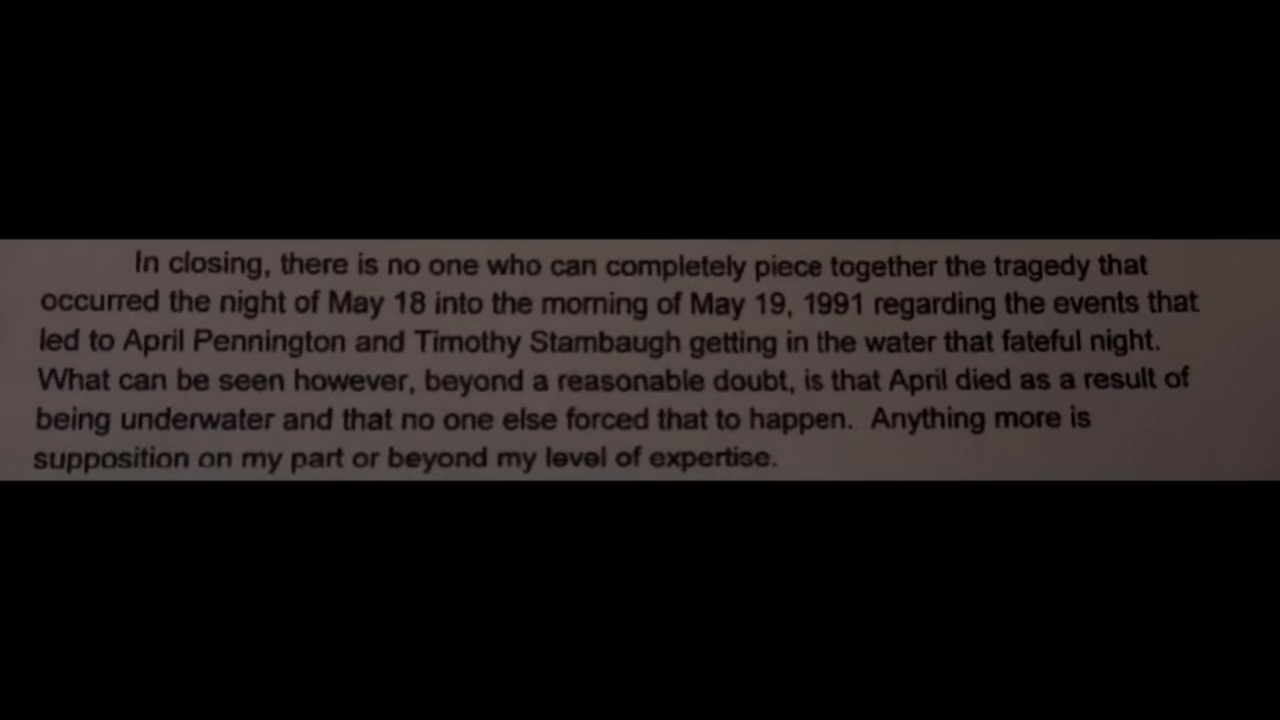 In closing, there is no one who can completely piece together the tragedy that
occurred the night of May 18 into the morning of May 19, 1991 regarding the events that
led to April Pennington and Timothy Stambaugh getting in the water that fateful night.
What can be seen however, beyond a reasonable doubt, is that April died as a result of
being underwater and that no one else forced that to happen.  Anything more is
supposition on my part or beyond my level of expertise.